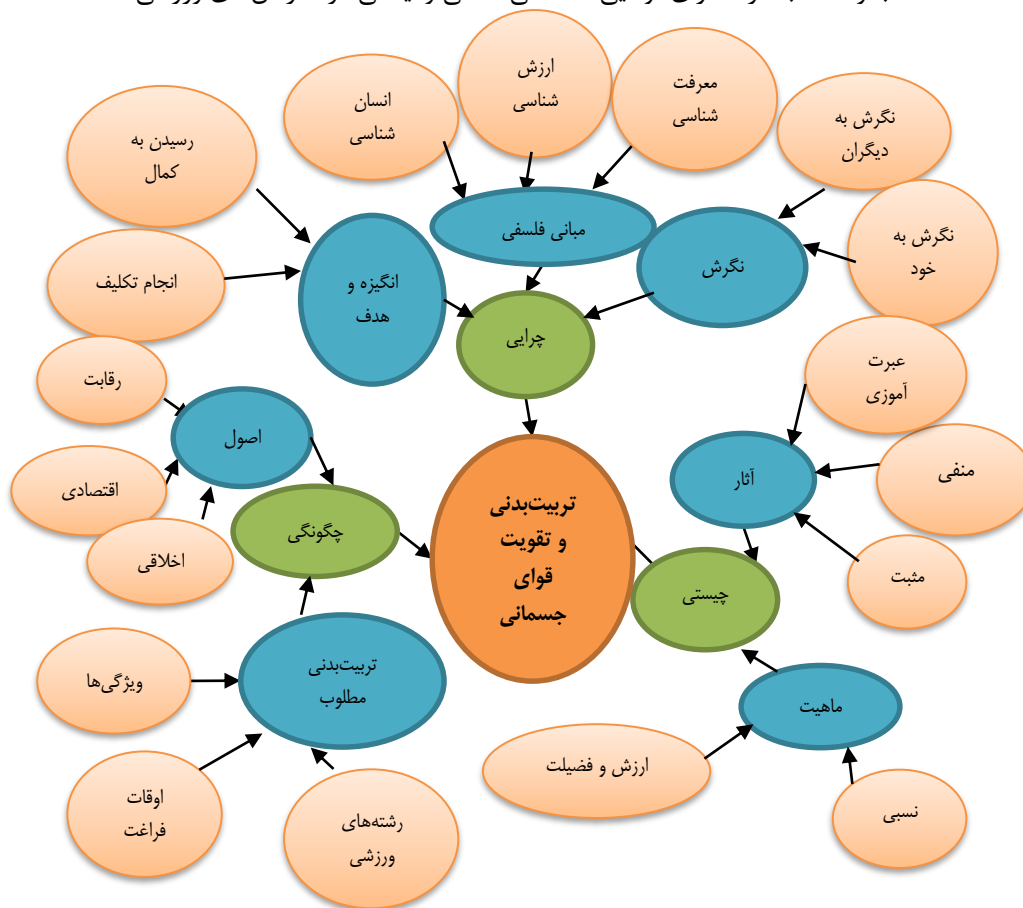 ارزش
شناسی
معرفت
شناسی
انسان
شناسی
نگرش به
دیگران
رسیدن به
کمال
مبانی فلسفی
نگرش به
خود
نگرش
انگیزه و
هدف
انجام تکلیف
چرایی
عبرت
آموزی
رقابت
اصول
آثار
منفی
اقتصادی
تربیت‌بدنی
و تقویت
قوای
جسمانی
چگونگی
اخلاقی
مثبت
چیستی
تربیت‌بدنی
مطلوب
ویژگی‌ها
ماهیت
ارزش و فضیلت
اوقات
فراغت
رشته‌های
ورزشی
نسبی